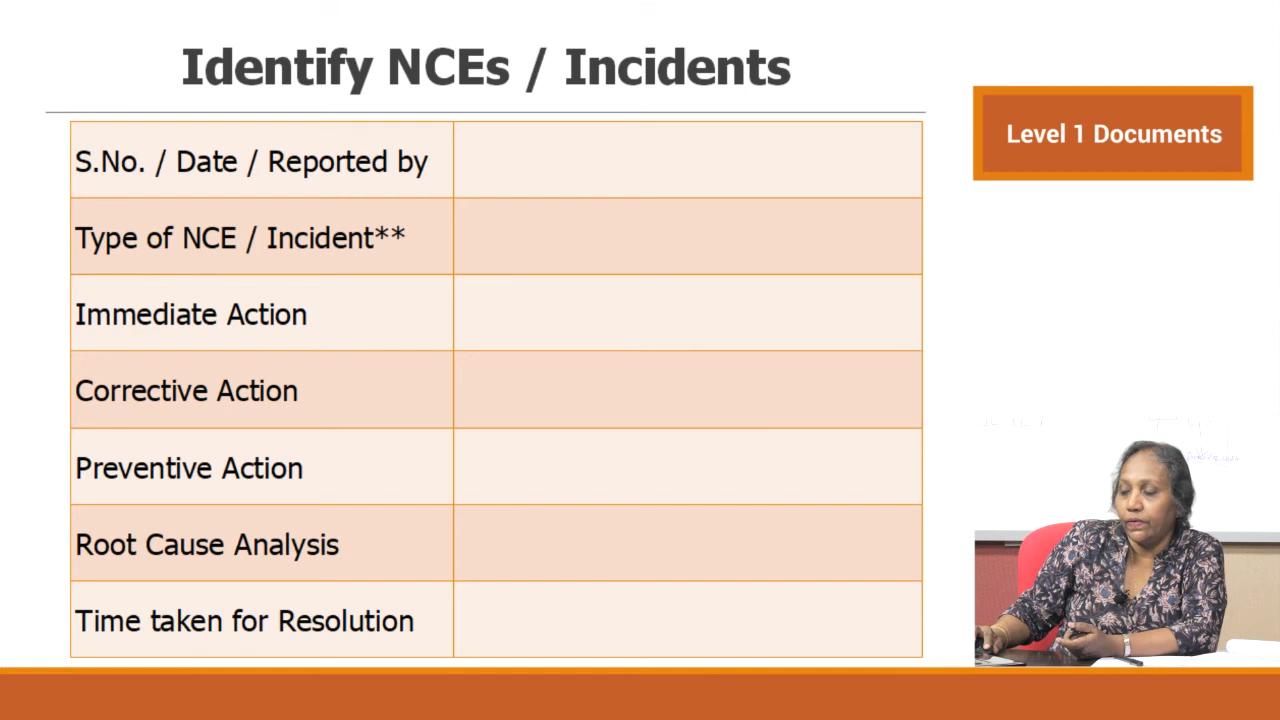 Identify NCEs / Incidents
Level 1 Documents
S.No. / Date / Reported by
Type of NCE / Incident**
Immediate Action
Corrective Action
Preventive Action
Root Cause Analysis
Time taken for Resolution